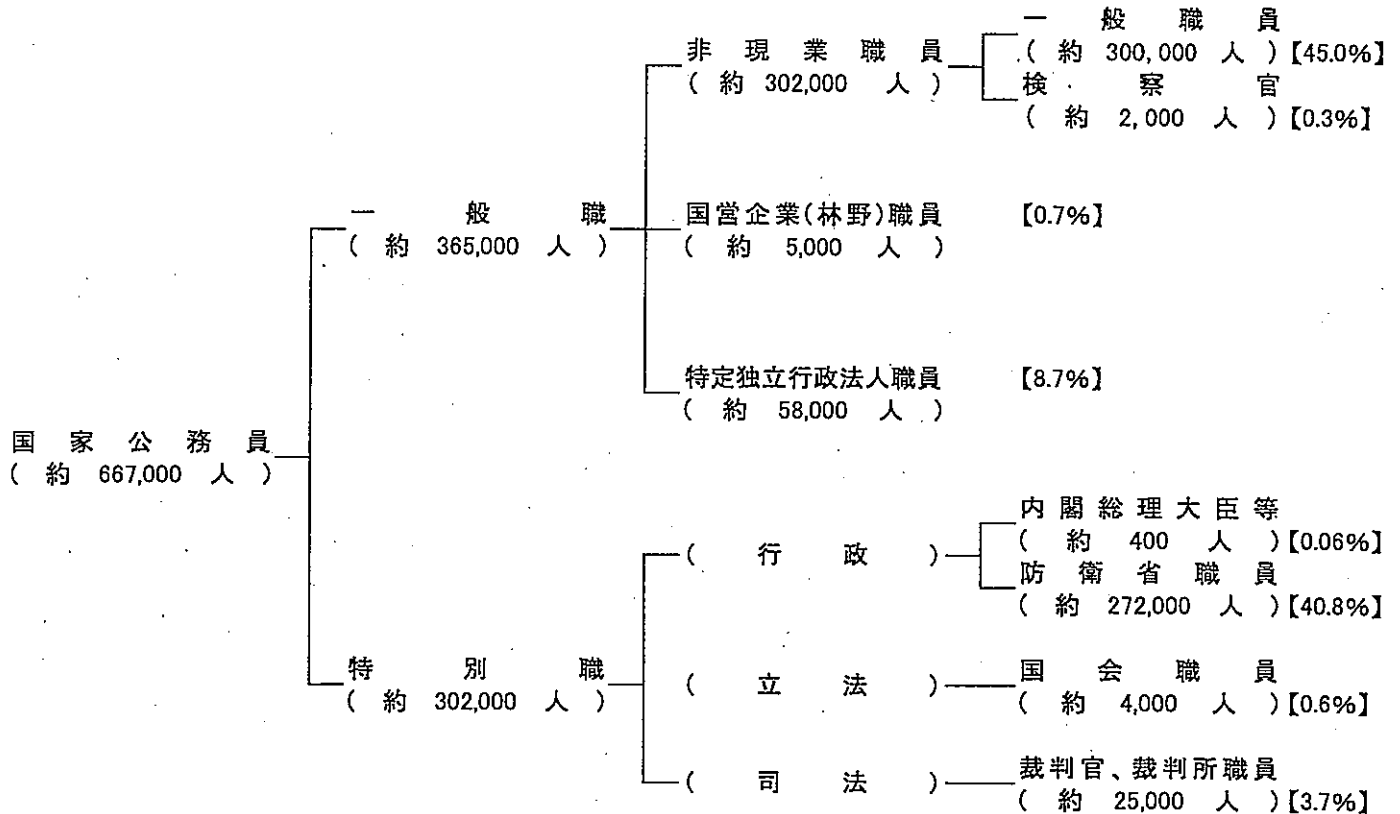 国家公務員
( 約 667,000 人 )
一般職
( 約 365,000 人 )
非現業職員
( 約 302,000 人 )
一般職員
( 約 300,000 人 )【45.0%】
検察官
( 約 2,000 人 )【0.3%】
国営企業(林野)職員 【0.7%】
( 約 5,000 人 )
特定独立行政法人職員 【8.7%】
( 約 58,000 人 )
特別職
( 約 302,000 人 )
( 行政 )
内閣総理大臣等
( 約 400 人 )【0.06%】
防衛省職員
( 約 272,000 人 )【40.8%】
( 立法 )
国会職員
( 約 4,000 人 )【0.6%】
( 司法 )
裁判官、裁判所職員
( 約 25,000 人 )【3.7%】